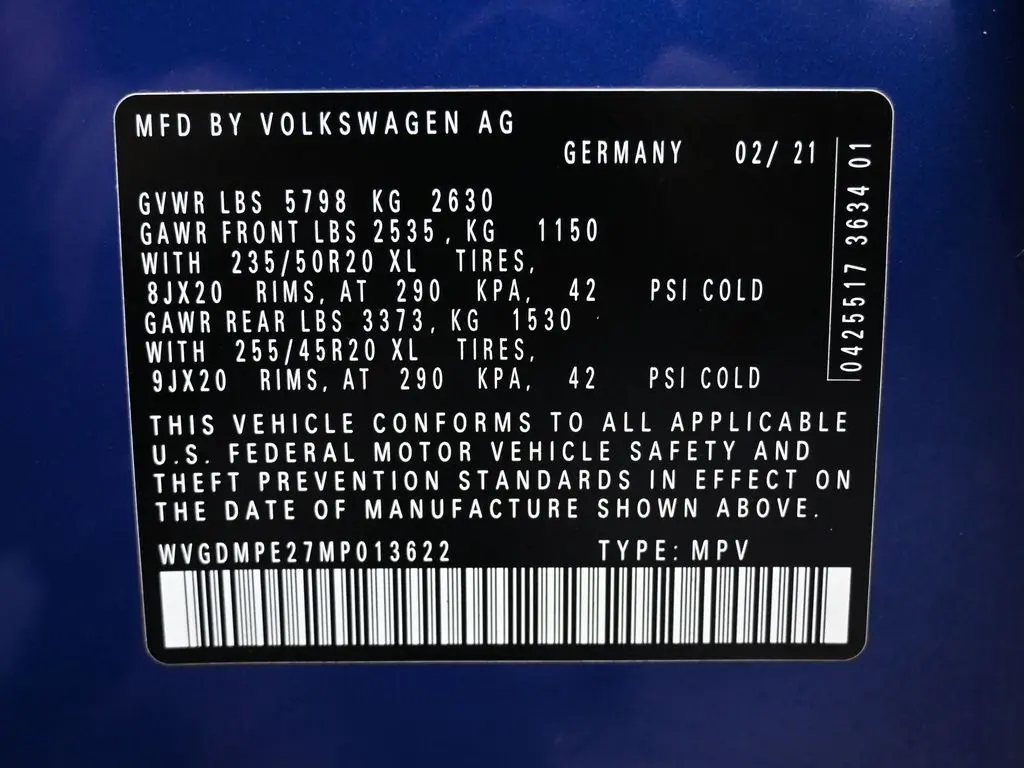 MFD BY VOLKSWAGEN AG
GERMANY 02/ 21
GVWR LBS 5798 KG 2630
GAWR FRONT LBS 2535, KG 1150
WITH 235/50R20 XL TIRES,
8JX20 RIMS, AT 290 KPA, 42 PSI COLD
GAWR REAR LBS 3373, KG 1530
WITH 255/45R20 XL TIRES,
9JX20 RIMS, AT 290 KPA, 42 PSI COLD
THIS VEHICLE CONFORMS TO ALL APPLICABLE
U.S. FEDERAL MOTOR VEHICLE SAFETY AND
THEFT PREVENTION STANDARDS IN EFFECT ON
THE DATE OF MANUFACTURE SHOWN ABOVE.
WVGDMPE27MP013622 TYPE: MPV
0425517 3634 01